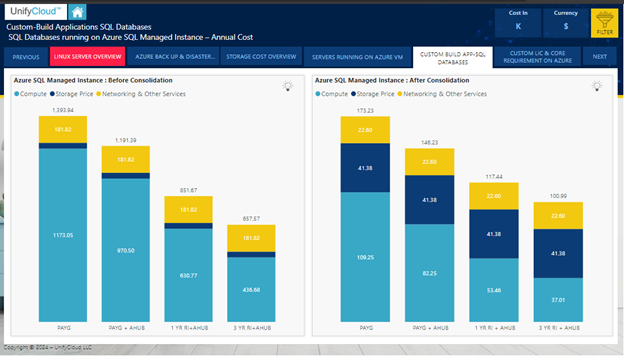 UnifyCloud™
Custom-Build Applications SQL Databases
SQL Databases running on Azure SQL Managed Instance – Annual Cost
Cost In
K
Currency
$
FILTER
PREVIOUS
LINUX SERVER OVERVIEW
AZURE BACK UP & DISASTER...
STORAGE COST OVERVIEW
SERVERS RUNNING ON AZURE VM
CUSTOM BUILD APP-SQL
DATABASES
CUSTOM LIC & CORE
REQUIREMENT ON AZURE
NEXT
Azure SQL Managed Instance : Before Consolidation
Compute Storage Price Networking & Other Services
1,393.94
181.82
1173.05
PAYG
1,191.39
181.82
970.50
PAYG + AHUB
851.67
181.82
630.77
1 YR RI+AHUB
657.57
181.82
436.68
3 YR RI+AHUB
Azure SQL Managed Instance : After Consolidation
Compute Storage Price Networking & Other Services
173.23
22.60
41.38
109.25
PAYG
146.23
22.60
41.38
82.25
PAYG + AHUB
117.44
22.60
41.38
53.46
1 YR RI + AHUB
100.99
22.60
41.38
37.01
3 YR RI + AHUB
Copyright © 2024 – UnifyCloud LLC